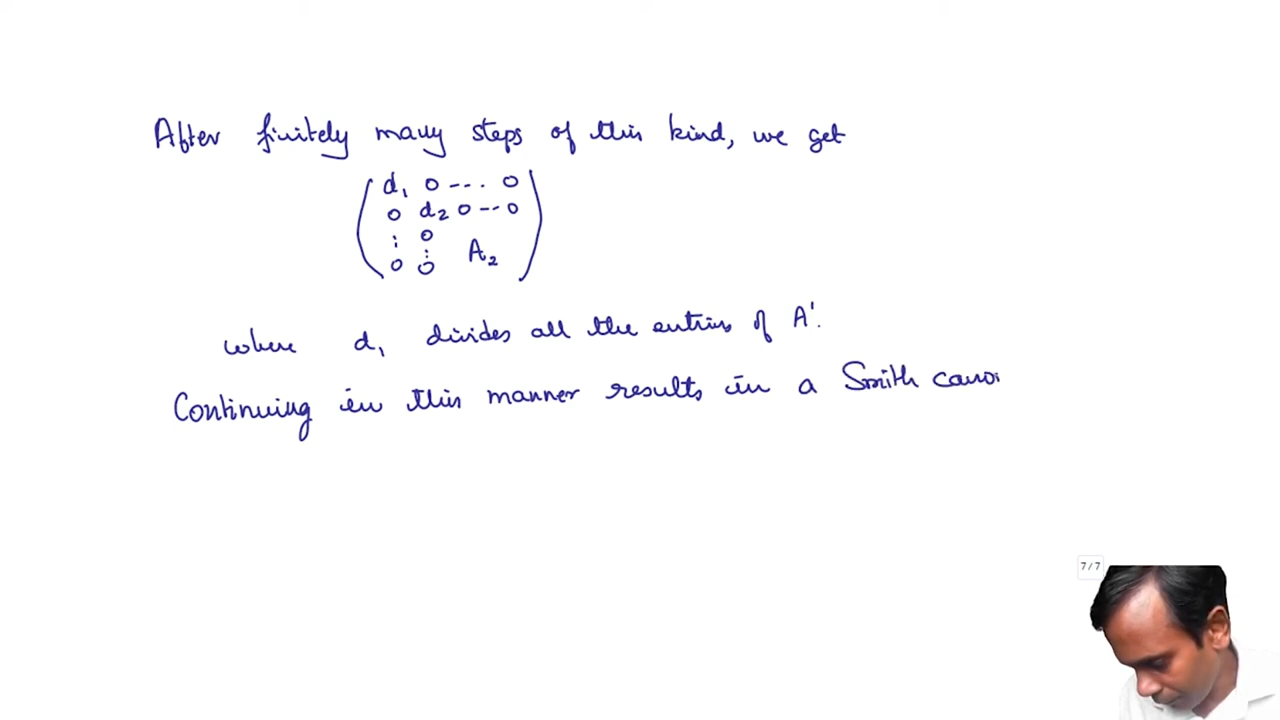 After finitely many steps of this kind, we get
d₁ 0 --- . 0
0 d₂ 0 --- 0
⋮ 0
0 ⋮ 0 A₂
where d₁ divides all the entries of A'.
Continuing in this manner results in a Smith canoi
7 / 7